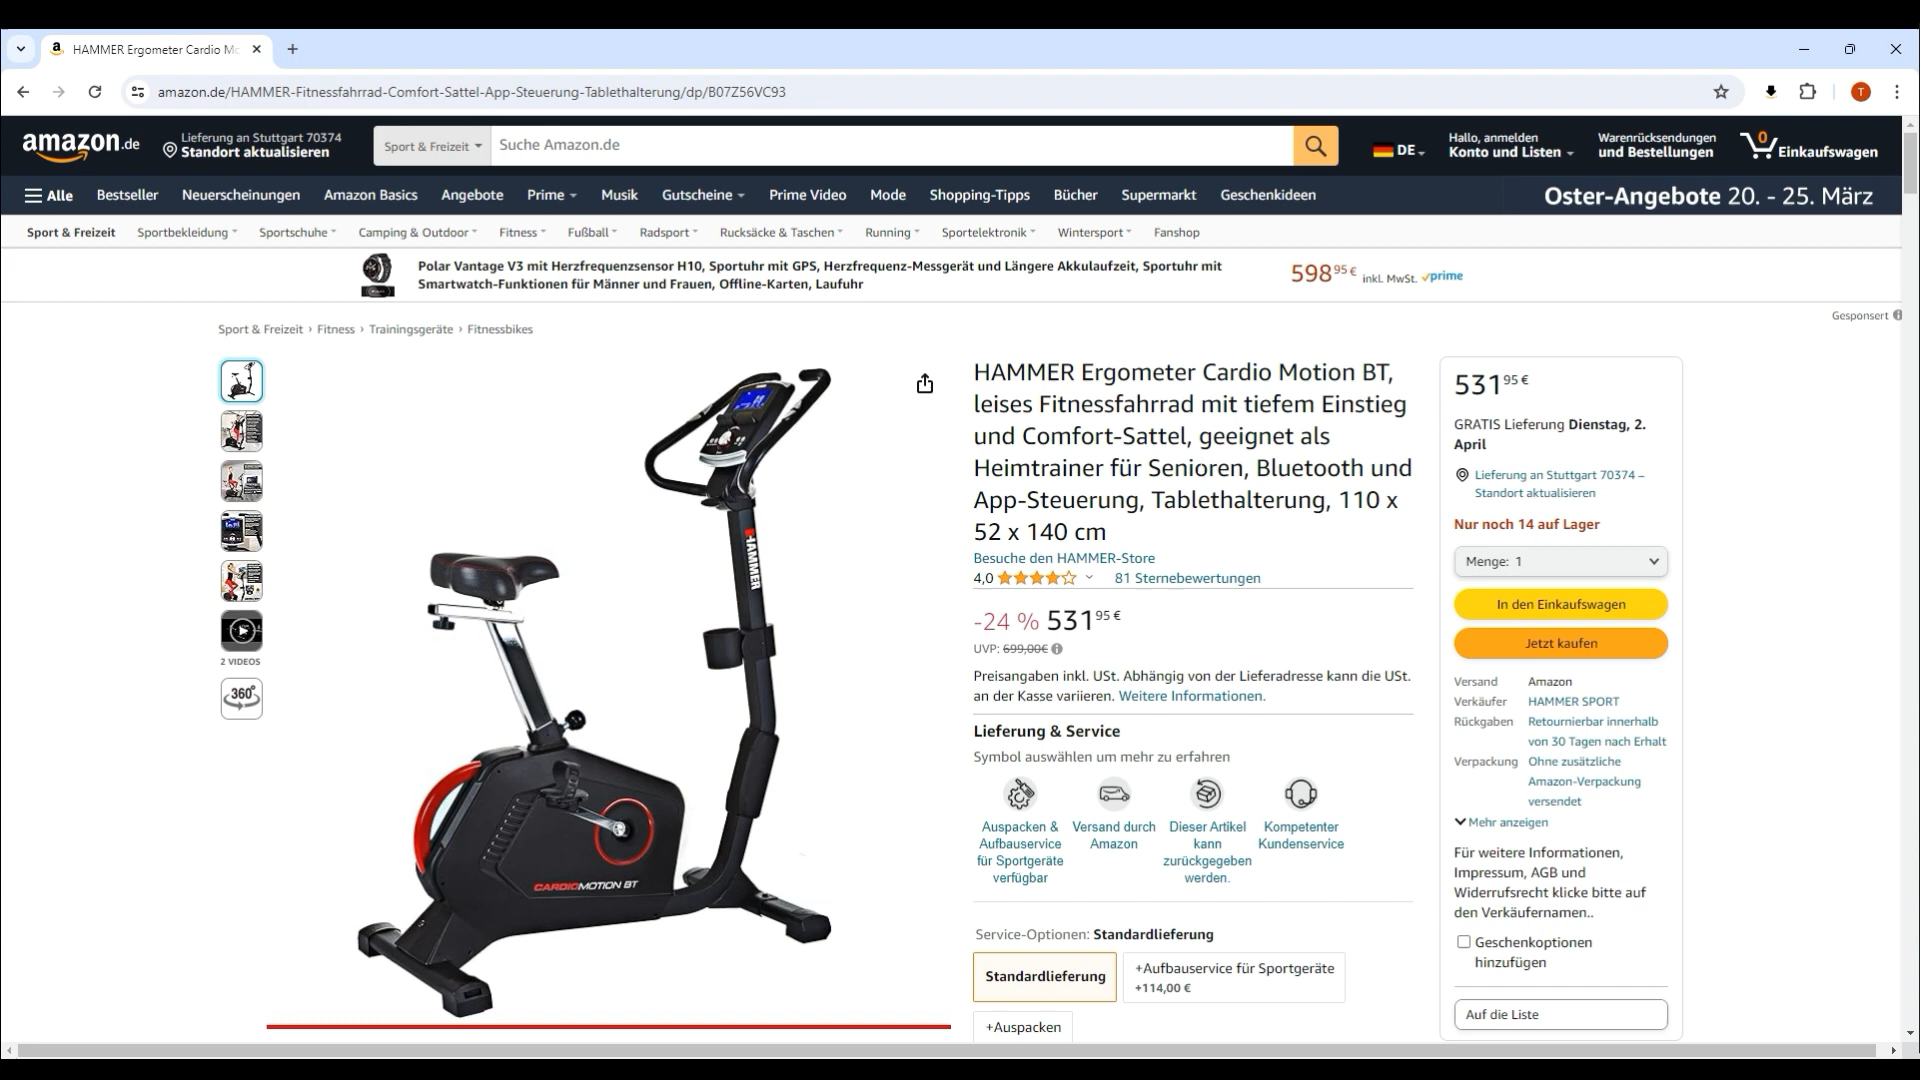 HAMMER Ergometer Cardio Mo
amazon.de/HAMMER-Fitnessfahrrad-Comfort-Sattel-App-Steuerung-Tablethalterung/dp/B07Z56VC93
T
amazon.de
Lieferung an Stuttgart 70374
Standort aktualisieren
Sport & Freizeit
Suche Amazon.de
DE
Hallo, anmelden
Konto und Listen
Warenrücksendungen
und Bestellungen
0
Einkaufswagen
Alle Bestseller Neuerscheinungen Amazon Basics Angebote Prime Musik Gutscheine Prime Video Mode Shopping-Tipps Bücher Supermarkt Geschenkideen
Oster-Angebote 20. - 25. März
Sport & Freizeit Sportbekleidung Sportschuhe Camping & Outdoor Fitness Fußball Radsport Rucksäcke & Taschen Running Sportelektronik Wintersport Fanshop
Polar Vantage V3 mit Herzfrequenzsensor H10, Sportuhr mit GPS, Herzfrequenz-Messgerät und Längere Akkulaufzeit, Sportuhr mit
Smartwatch-Funktionen für Männer und Frauen, Offline-Karten, Laufuhr
598 95 € inkl. MwSt. prime
Gesponsert
Sport & Freizeit › Fitness › Trainingsgeräte › Fitnessbikes
2 VIDEOS
360°
HAMMER
CARDIOMOTION BT
HAMMER Ergometer Cardio Motion BT,
leises Fitnessfahrrad mit tiefem Einstieg
und Comfort-Sattel, geeignet als
Heimtrainer für Senioren, Bluetooth und
App-Steuerung, Tablethalterung, 110 x
52 x 140 cm
Besuche den HAMMER-Store
4,0 81 Sternebewertungen
-24 % 531 95 €
UVP: 699,00€
Preisangaben inkl. USt. Abhängig von der Lieferadresse kann die USt.
an der Kasse variieren. Weitere Informationen.
Lieferung & Service
Symbol auswählen um mehr zu erfahren
Auspacken &
Aufbauservice
für Sportgeräte
verfügbar
Versand durch
Amazon
Dieser Artikel
kann
zurückgegeben
werden.
Kompetenter
Kundenservice
Service-Optionen: Standardlieferung
Standardlieferung
+Aufbauservice für Sportgeräte
+114,00 €
+Auspacken
531 95 €
GRATIS Lieferung Dienstag, 2.
April
Lieferung an Stuttgart 70374 –
Standort aktualisieren
Nur noch 14 auf Lager
Menge: 1
In den Einkaufswagen
Jetzt kaufen
Versand Amazon
Verkäufer HAMMER SPORT
Rückgaben Retournierbar innerhalb
von 30 Tagen nach Erhalt
Verpackung Ohne zusätzliche
Amazon-Verpackung
versendet
Mehr anzeigen
Für weitere Informationen,
Impressum, AGB und
Widerrufsrecht klicke bitte auf
den Verkäufernamen..
Geschenkoptionen
hinzufügen
Auf die Liste